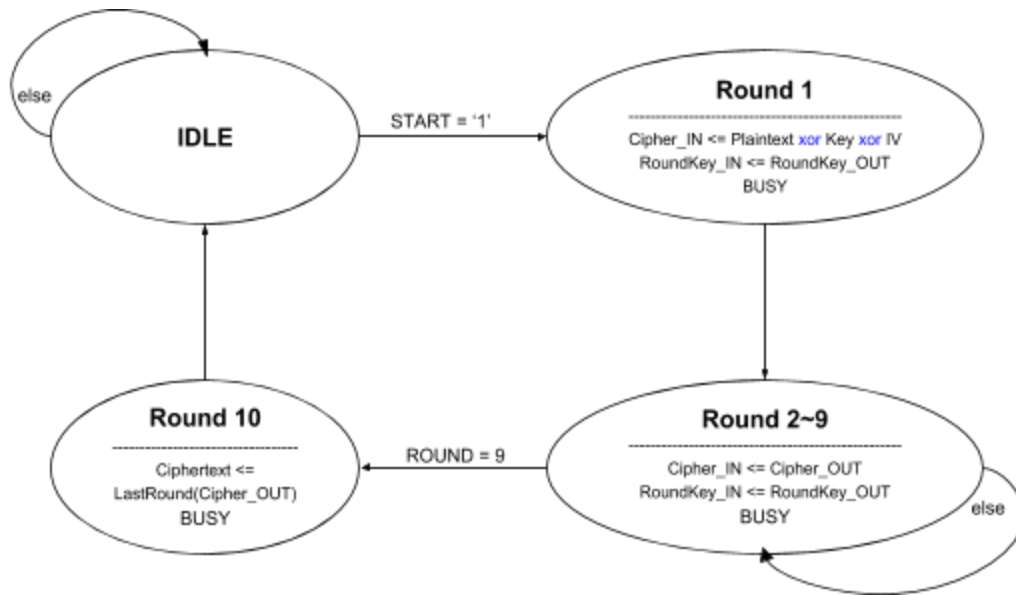 else
IDLE
START = ‘1’
Round 1
----------------------------------------
Cipher_IN <= Plaintext xor Key xor IV
RoundKey_IN <= RoundKey_OUT
BUSY
Round 10
---------------------------
Ciphertext <=
LastRound(Cipher_OUT)
BUSY
ROUND = 9
Round 2~9
----------------------------------------
Cipher_IN <= Cipher_OUT
RoundKey_IN <= RoundKey_OUT
BUSY
else